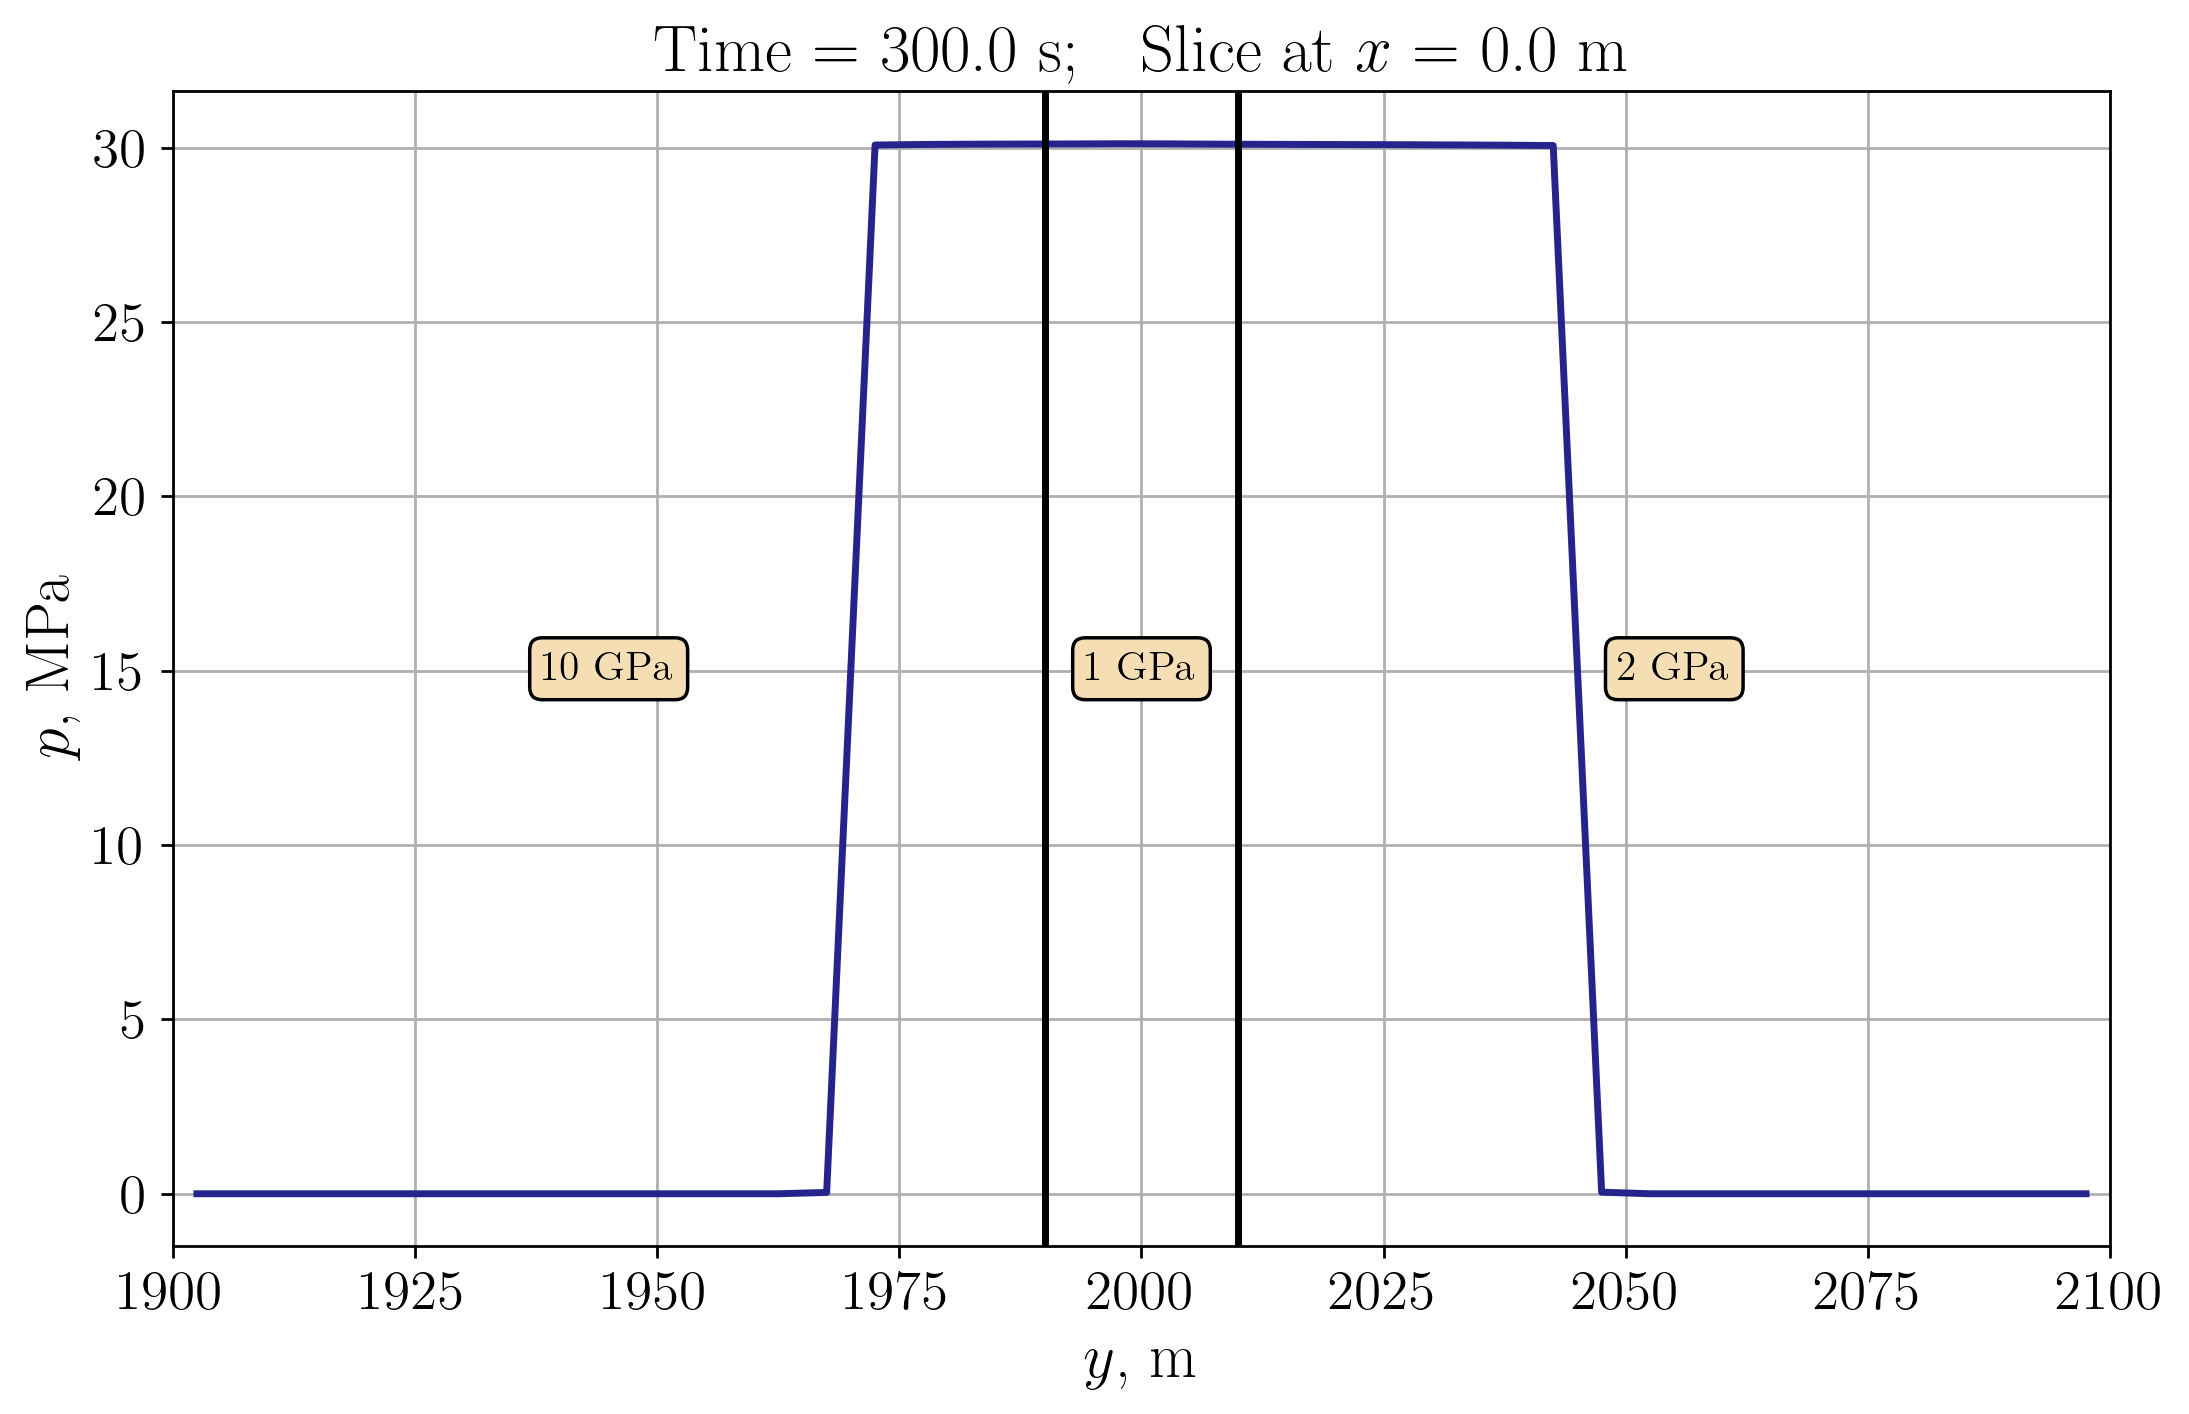 Time = 300.0 s; Slice at x = 0.0 m
p, MPa
30
25
20
15
10
5
0
10 GPa
1 GPa
2 GPa
1900 1925 1950 1975 2000 2025 2050 2075 2100
y, m